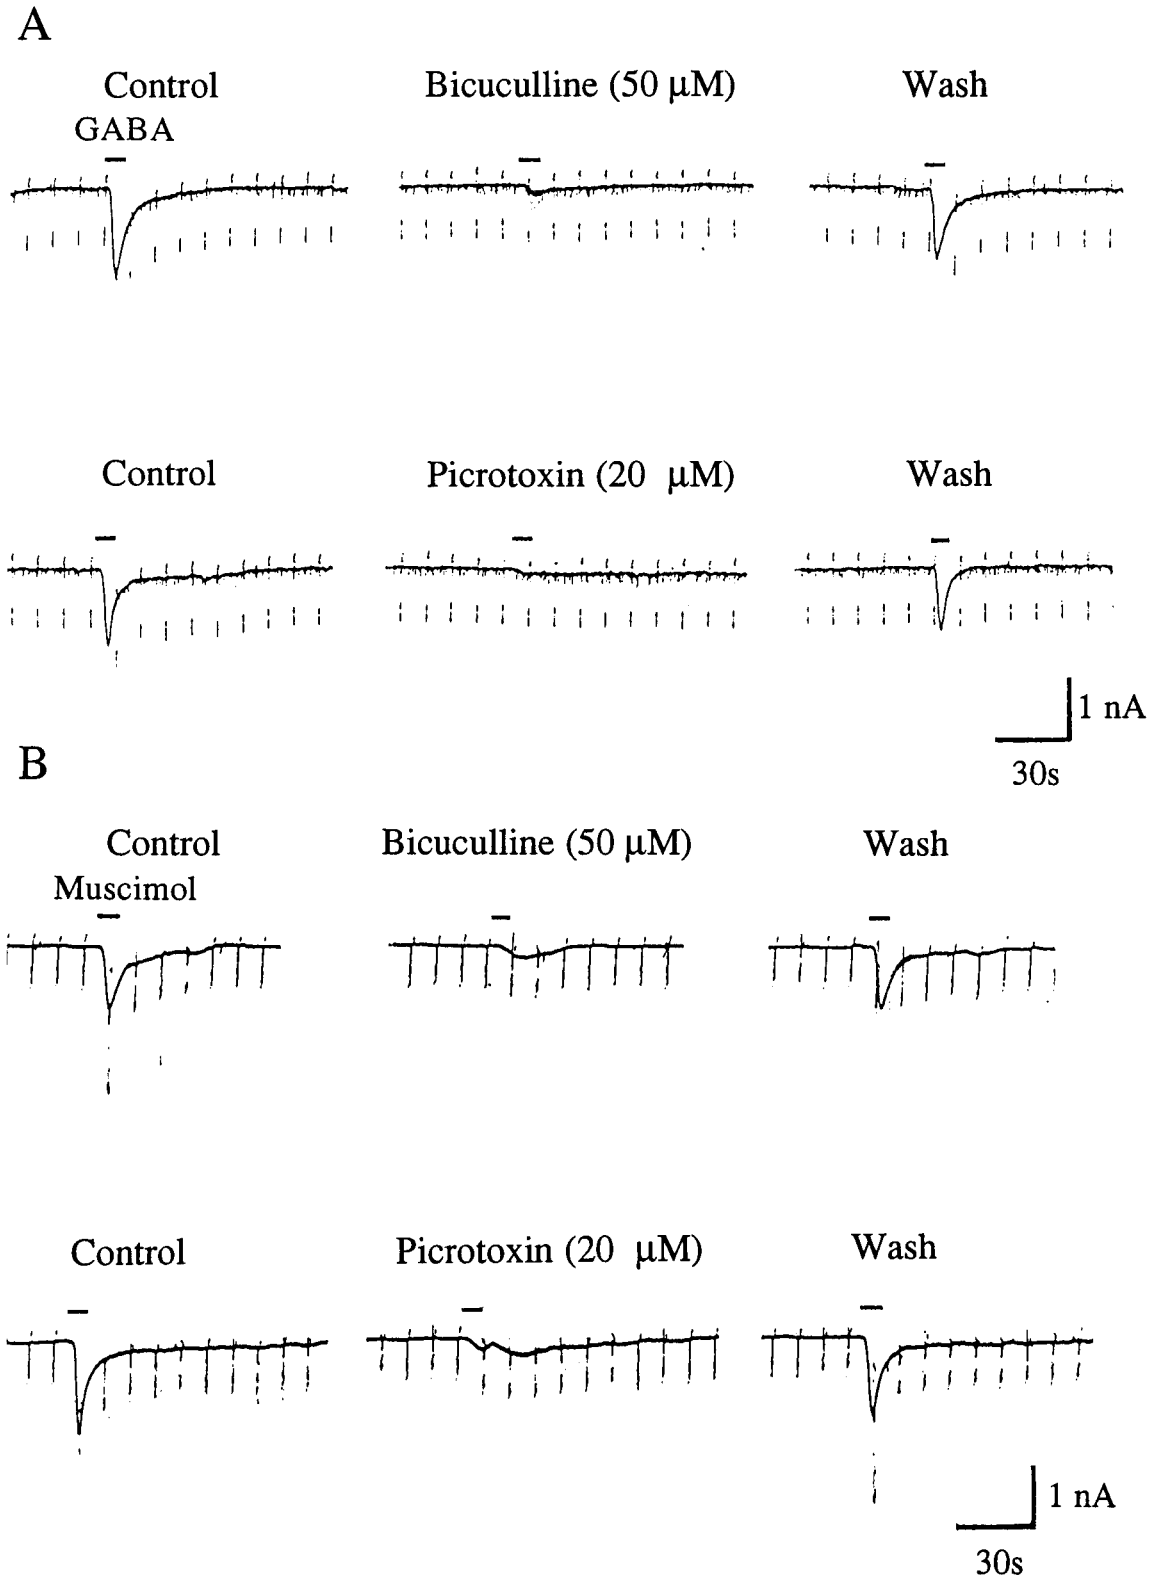 A
Control Bicuculline (50 μM) Wash
GABA
Control Picrotoxin (20 μM) Wash
1 nA
30s
B
Control Bicuculline (50 μM) Wash
Muscimol
Control Picrotoxin (20 μM) Wash
1 nA
30s